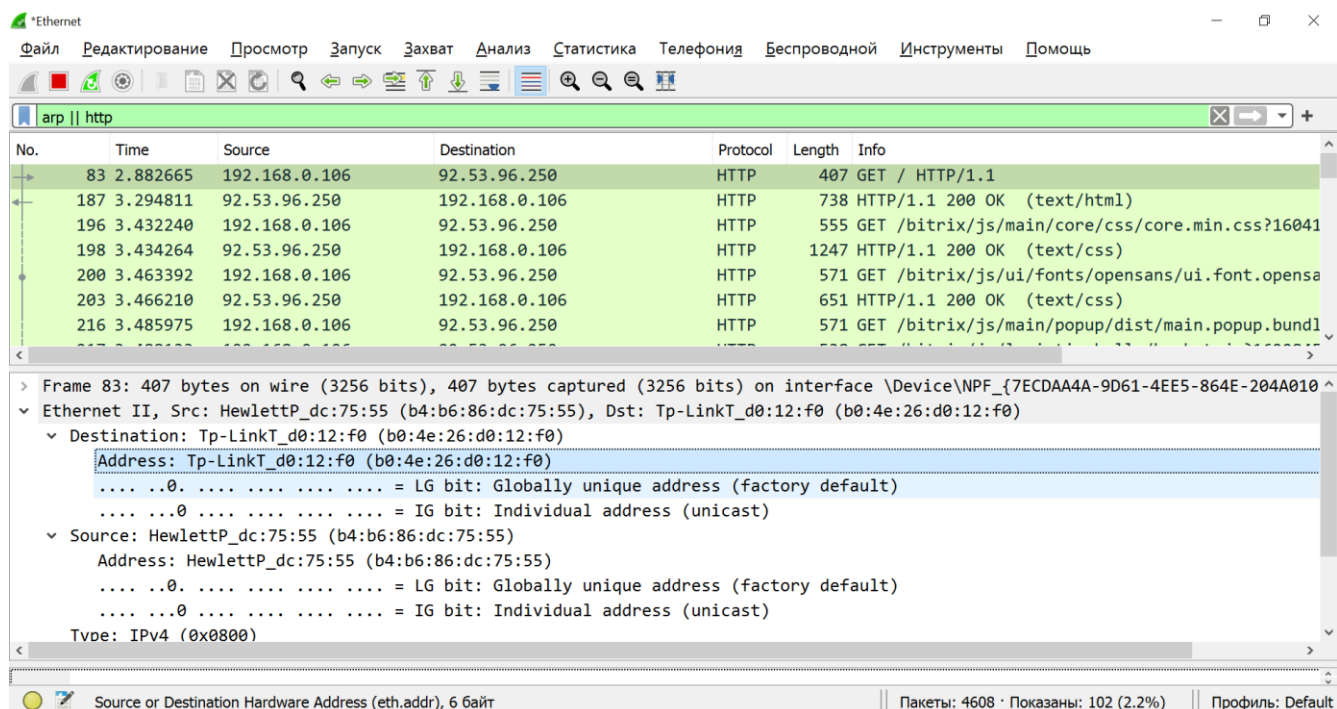 *Ethernet
Файл Редактирование Просмотр Запуск Захват Анализ Статистика Телефония Беспроводной Инструменты Помощь
arp || http
No. Time Source Destination Protocol Length Info
83 2.882665 192.168.0.106 92.53.96.250 HTTP 407 GET / HTTP/1.1
187 3.294811 92.53.96.250 192.168.0.106 HTTP 738 HTTP/1.1 200 OK (text/html)
196 3.432240 192.168.0.106 92.53.96.250 HTTP 555 GET /bitrix/js/main/core/css/core.min.css?16041
198 3.434264 92.53.96.250 192.168.0.106 HTTP 1247 HTTP/1.1 200 OK (text/css)
200 3.463392 192.168.0.106 92.53.96.250 HTTP 571 GET /bitrix/js/ui/fonts/opensans/ui.font.opensa
203 3.466210 92.53.96.250 192.168.0.106 HTTP 651 HTTP/1.1 200 OK (text/css)
216 3.485975 192.168.0.106 92.53.96.250 HTTP 571 GET /bitrix/js/main/popup/dist/main.popup.bundl
Frame 83: 407 bytes on wire (3256 bits), 407 bytes captured (3256 bits) on interface \Device\NPF_{7ECDAA4A-9D61-4EE5-864E-204A010
Ethernet II, Src: HewlettP_dc:75:55 (b4:b6:86:dc:75:55), Dst: Tp-LinkT_d0:12:f0 (b0:4e:26:d0:12:f0)
Destination: Tp-LinkT_d0:12:f0 (b0:4e:26:d0:12:f0)
Address: Tp-LinkT_d0:12:f0 (b0:4e:26:d0:12:f0)
.... ..0. .... .... .... .... = LG bit: Globally unique address (factory default)
.... ...0 .... .... .... .... = IG bit: Individual address (unicast)
Source: HewlettP_dc:75:55 (b4:b6:86:dc:75:55)
Address: HewlettP_dc:75:55 (b4:b6:86:dc:75:55)
.... ..0. .... .... .... .... = LG bit: Globally unique address (factory default)
.... ...0 .... .... .... .... = IG bit: Individual address (unicast)
Type: IPv4 (0x0800)
Source or Destination Hardware Address (eth.addr), 6 байт Пакеты: 4608 · Показаны: 102 (2.2%) Профиль: Default